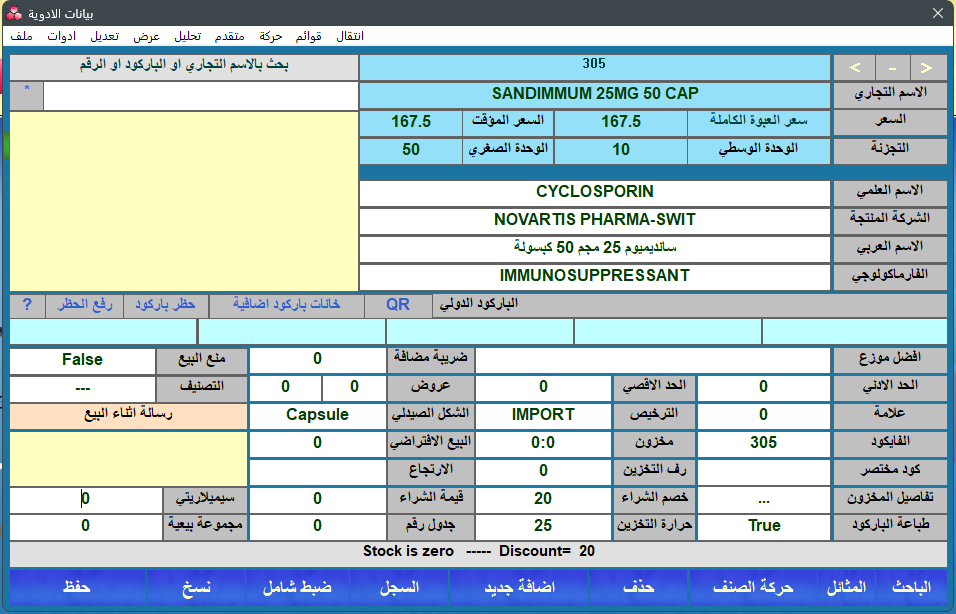 بيانات الادوية
ملف ادوات تعديل عرض تحليل متقدم حركة قوائم انتقال
بحث بالاسم التجاري او الباركود او الرقم
305
< - >
*
SANDIMMUM 25MG 50 CAP
الاسم التجاري
167.5 السعر المؤقت 167.5 سعر العبوة الكاملة السعر
50 الوحدة الصغري 10 الوحدة الوسطي التجزئة
CYCLOSPORIN الاسم العلمي
NOVARTIS PHARMA-SWIT الشركة المنتجة
سانديميوم 25 مجم 50 كبسولة الاسم العربي
IMMUNOSUPPRESSANT الفارماكولوجي
? رفع الحظر حظر باركود خانات باركود اضافية QR الباركود الدولي
False منع البيع 0 ضريبة مضافة افضل موزع
--- التصنيف 0 0 عروض 0 الحد الاقصي 0 الحد الادني
رسالة اثناء البيع Capsule الشكل الصيدلي IMPORT الترخيص 0 علامة
0 البيع الافتراضي 0:0 مخزون 305 الفايكود
الارتجاع 0 رف التخزين كود مختصر
0 سيميلاريتي 0 قيمة الشراء 20 خصم الشراء ... تفاصيل المخزون
0 مجموعة بيعية 0 جدول رقم 25 حرارة التخزين True طباعة الباركود
Stock is zero ----- Discount= 20
حفظ نسخ ضبط شامل السجل اضافة جديد حذف حركة الصنف المثائل الباحث